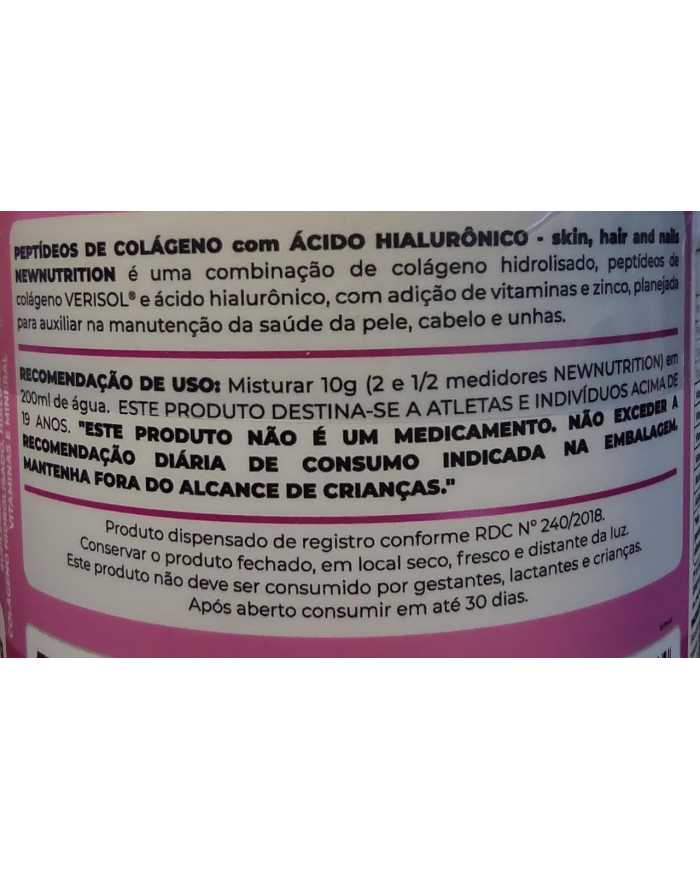 PEPTÍDEOS DE COLÁGENO com ÁCIDO HIALURÔNICO - skin, hair and nails
NEWNUTRITION é uma combinação de colágeno hidrolisado, peptídeos de
colágeno VERISOL® e ácido hialurônico, com adição de vitaminas e zinco, planejada
para auxiliar na manutenção da saúde da pele, cabelo e unhas.
RECOMENDAÇÃO DE USO: Misturar 10g (2 e 1/2 medidores NEWNUTRITION) em
200ml de água. ESTE PRODUTO DESTINA-SE A ATLETAS E INDIVÍDUOS ACIMA DE
19 ANOS. "ESTE PRODUTO NÃO É UM MEDICAMENTO. NÃO EXCEDER A
RECOMENDAÇÃO DIÁRIA DE CONSUMO INDICADA NA EMBALAGEM.
MANTENHA FORA DO ALCANCE DE CRIANÇAS."
Produto dispensado de registro conforme RDC Nº 240/2018.
Conservar o produto fechado, em local seco, fresco e distante da luz.
Este produto não deve ser consumido por gestantes, lactantes e crianças.
Após aberto consumir em até 30 dias.
COLÁGENO HIDROLISADO,
VITAMINAS E MINERAL